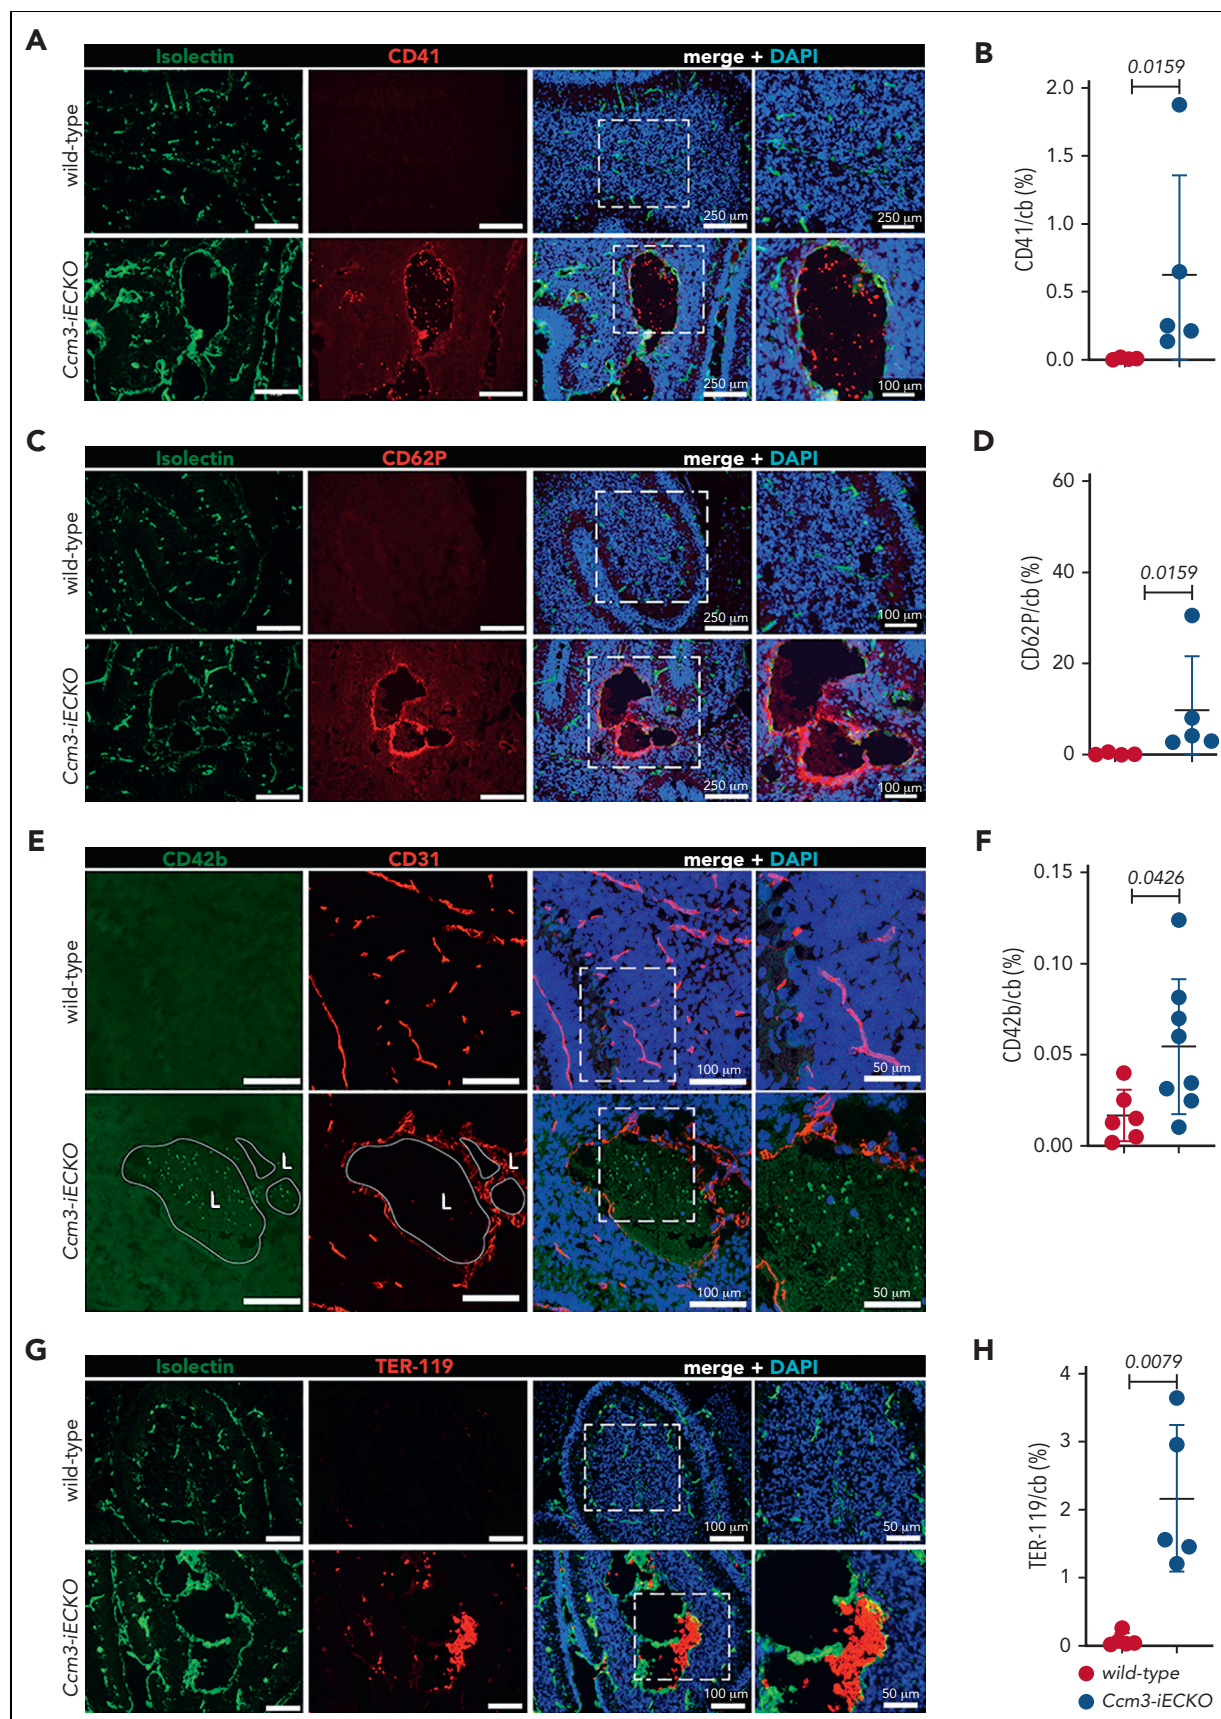 A
Isolectin CD41 merge + DAPI
wild-type
250 µm 250 µm
Ccm3-iECKO
250 µm 100 µm
B
0.0159
CD41/cb (%)
2.0
1.5
1.0
0.5
0.0
C
Isolectin CD62P merge + DAPI
wild-type
250 µm 100 µm
Ccm3-iECKO
250 µm 100 µm
D
0.0159
CD62P/cb (%)
60
40
20
0
E
CD42b CD31 merge + DAPI
wild-type
100 µm 50 µm
Ccm3-iECKO
L L L L
100 µm 50 µm
F
0.0426
CD42b/cb (%)
0.15
0.10
0.05
0.00
G
Isolectin TER-119 merge + DAPI
wild-type
100 µm 50 µm
Ccm3-iECKO
100 µm 50 µm
H
0.0079
TER-119/cb (%)
4
3
2
1
0
wild-type
Ccm3-iECKO